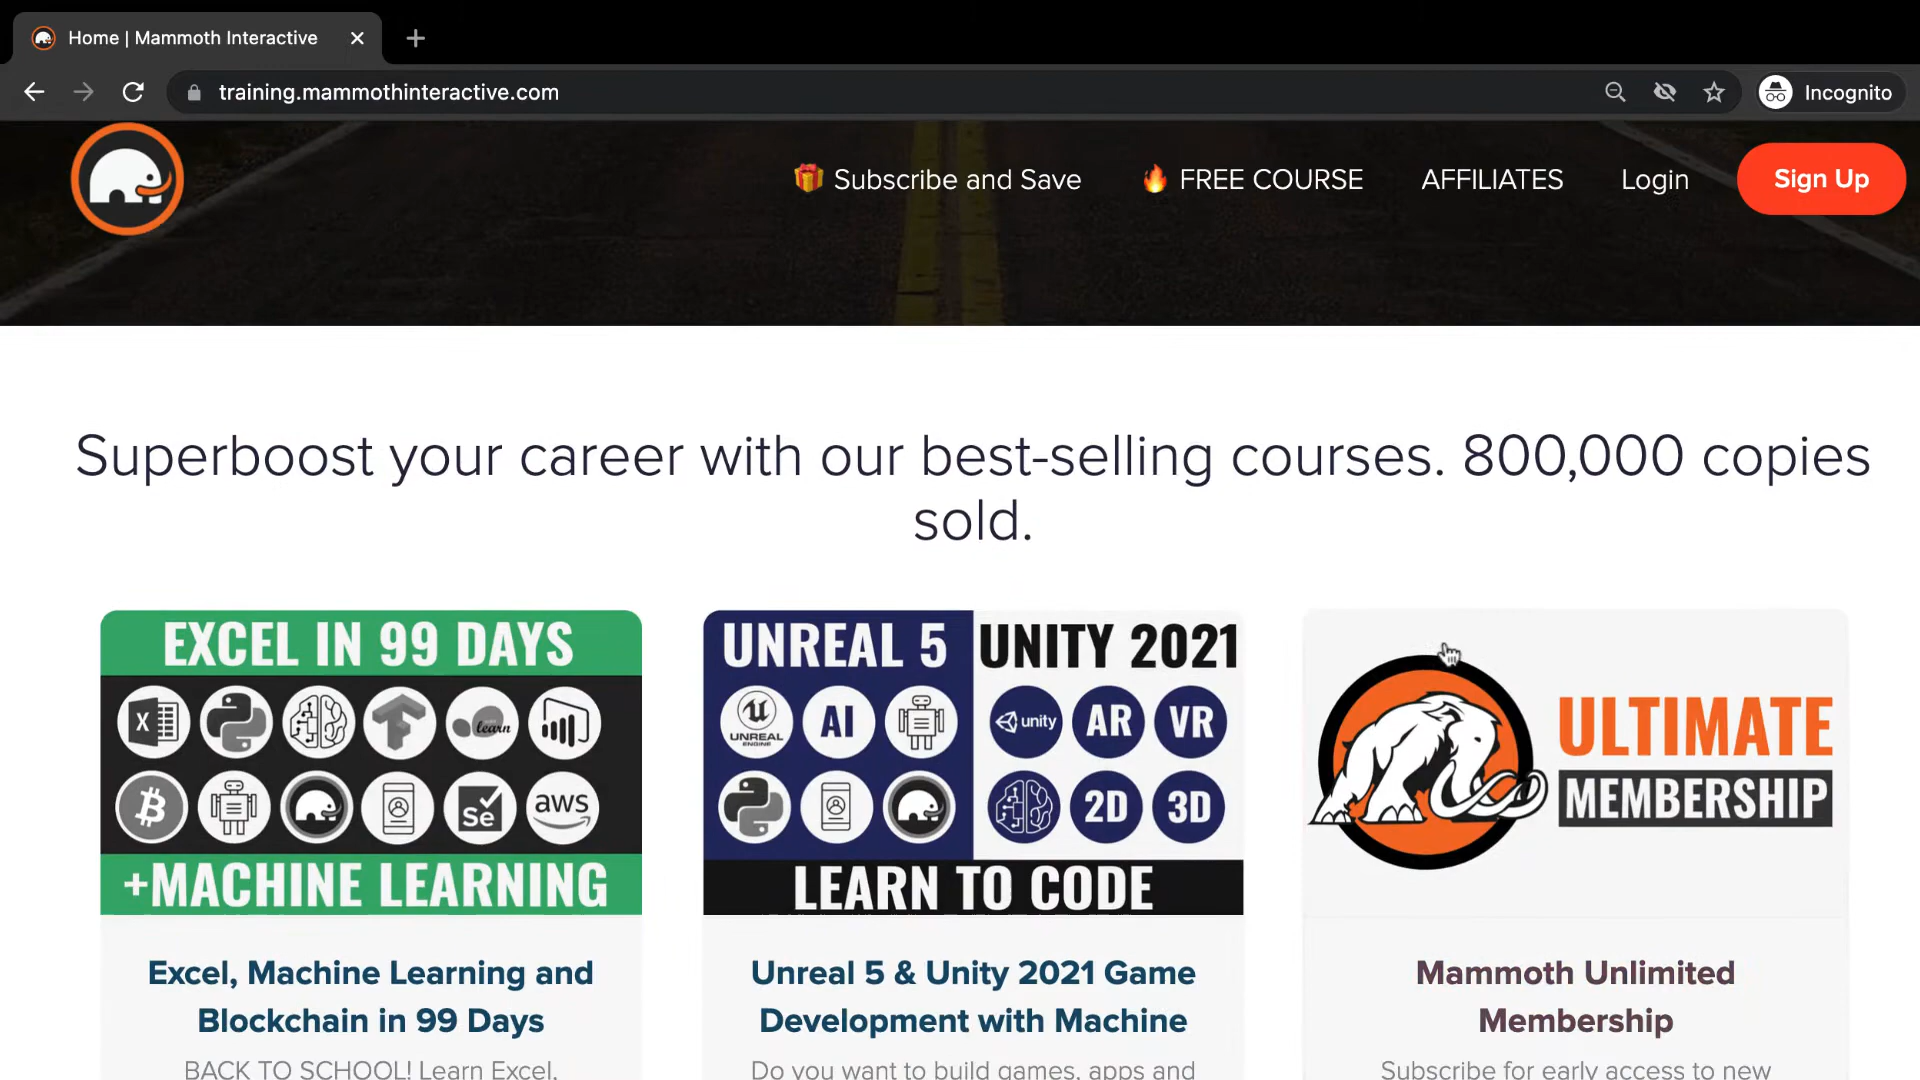 Home | Mammoth Interactive
training.mammothinteractive.com
Incognito
🎁 Subscribe and Save
🔥 FREE COURSE
AFFILIATES
Login
Sign Up
Superboost your career with our best-selling courses. 800,000 copies
sold.
EXCEL IN 99 DAYS
X
learn
Se
aws
+MACHINE LEARNING
Excel, Machine Learning and
Blockchain in 99 Days
BACK TO SCHOOL! Learn Excel,
UNREAL 5
UNITY 2021
UNREAL
ENGINE
AI
unity
AR
VR
2D
3D
LEARN TO CODE
Unreal 5 & Unity 2021 Game
Development with Machine
Do you want to build games, apps and
ULTIMATE
MEMBERSHIP
Mammoth Unlimited
Membership
Subscribe for early access to new